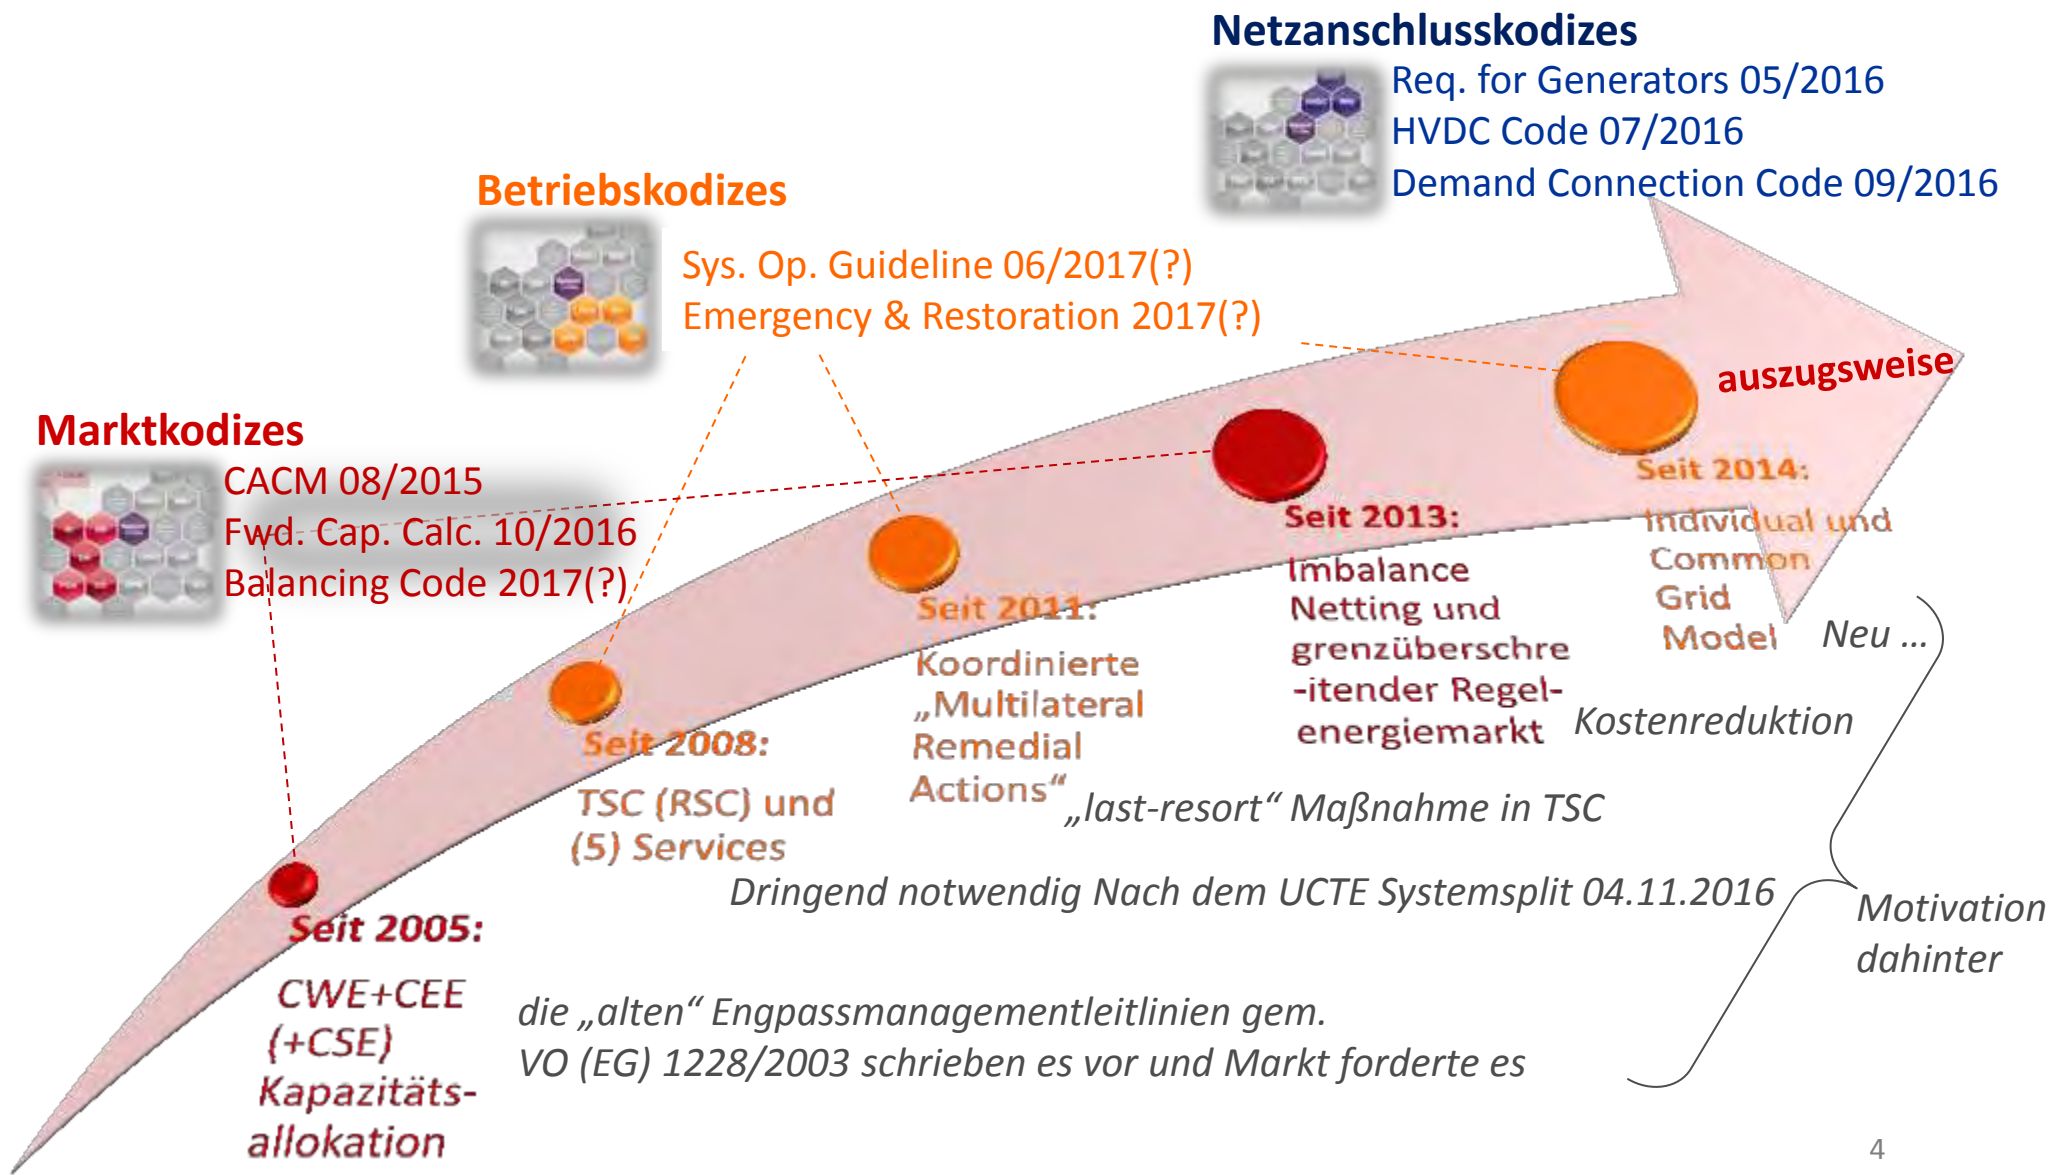 Netzanschlusskodizes
Req. for Generators 05/2016
HVDC Code 07/2016
Demand Connection Code 09/2016
Betriebskodizes
Sys. Op. Guideline 06/2017(?)
Emergency & Restoration 2017(?)
Marktkodizes
CACM 08/2015
Fwd. Cap. Calc. 10/2016
Balancing Code 2017(?)
auszugsweise
Seit 2005:
CWE+CEE
(+CSE)
Kapazitäts-
allokation
die „alten“ Engpassmanagementleitlinien gem.
VO (EG) 1228/2003 schrieben es vor und Markt forderte es
Seit 2008:
TSC (RSC) und
(5) Services
Dringend notwendig Nach dem UCTE Systemsplit 04.11.2016
Seit 2011:
Koordinierte
„Multilateral
Remedial
Actions“
„last-resort“ Maßnahme in TSC
Seit 2013:
Imbalance
Netting und
grenzüberschre
-itender Regel-
energiemarkt
Kostenreduktion
Seit 2014:
Individual und
Common
Grid
Model
Neu …
Motivation
dahinter
4